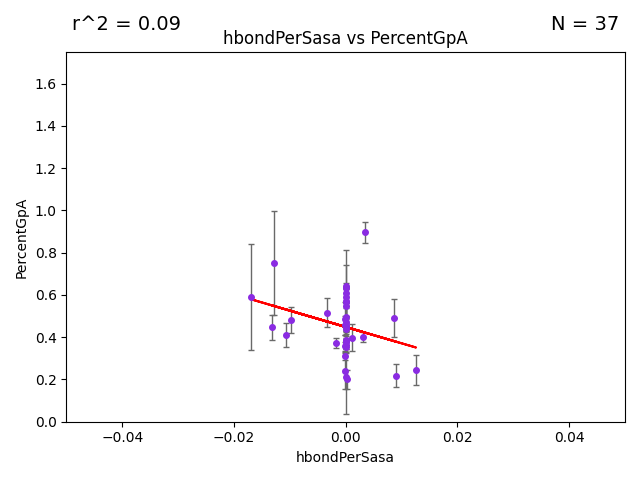 r^2 = 0.09
N = 37
hbondPerSasa vs PercentGpA
1.6
1.4
1.2
1.0
0.8
0.6
0.4
0.2
0.0
PercentGpA
−0.04 −0.02 0.00 0.02 0.04
hbondPerSasa